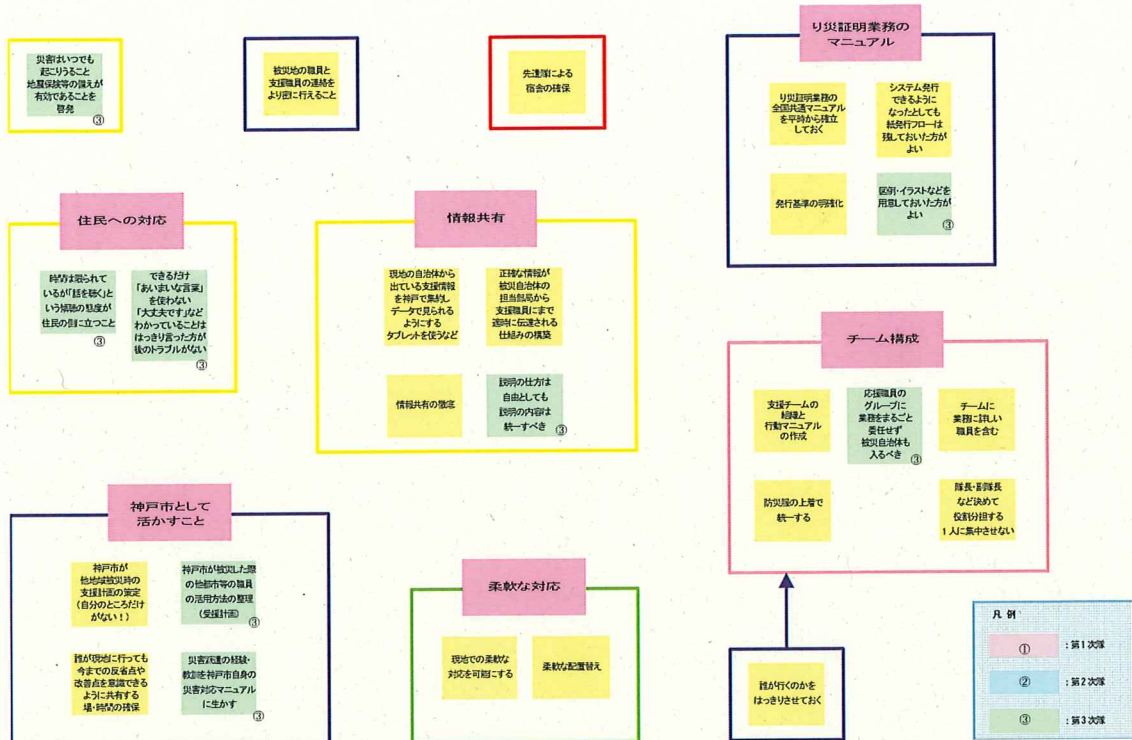 災害はいつでも
起こりうること
地震保険等の備えが
有効であることを
啓発
③
被災地の職員と
支援職員の連絡を
より密に行えること
先遣隊による
宿舎の確保
り災証明業務の
マニュアル
り災証明業務の
全国共通マニュアル
を平時から確立
しておく
システム発行
できるように
なったとしても
紙発行フローは
残しておいた方が
よい
発行基準の明確化
図例・イラストなどを
用意しておいた方が
よい
③
住民への対応
時間は限られて
いるが「話を聴く」と
いう傾聴の態度が
住民の側に立つこと
③
できるだけ
「あいまいな言葉」
を使わない
「大丈夫です」など
わかっていることは
はっきり言った方が
後のトラブルがない
③
情報共有
現地の自治体から
出ている支援情報
を神戸で集約し
データで見られる
ようにする
タブレットを使うなど
正確な情報が
被災自治体の
担当部局から
支援職員にまで
適時に伝達される
仕組みの構築
情報共有の徹底
説明の仕方は
自由としても
説明の内容は
統一すべき
③
チーム構成
支援チームの
組織と
行動マニュアル
の作成
応援職員の
グループに
業務をまるごと
委任せず
被災自治体も
入るべき
③
チームに
業務に詳しい
職員を含む
防災服の上着で
統一する
隊長・副隊長
など決めて
役割分担する
1人に集中させない
神戸市として
活かすこと
神戸市が
他地域被災時の
支援計画の策定
(自分のところだけ
がない!)
神戸市が被災した際
の他都市等の職員
の活用方法の整理
(受援計画)
③
誰が現地に行っても
今までの反省点や
改善点を意識できる
ように共有する
場・時間の確保
災害派遣の経験・
教訓を神戸市自身の
災害対応マニュアル
に生かす
③
柔軟な対応
現地での柔軟な
対応を可能にする
柔軟な配置替え
誰が行くのかを
はっきりさせておく
凡例
① :第1次隊
② :第2次隊
③ :第3次隊